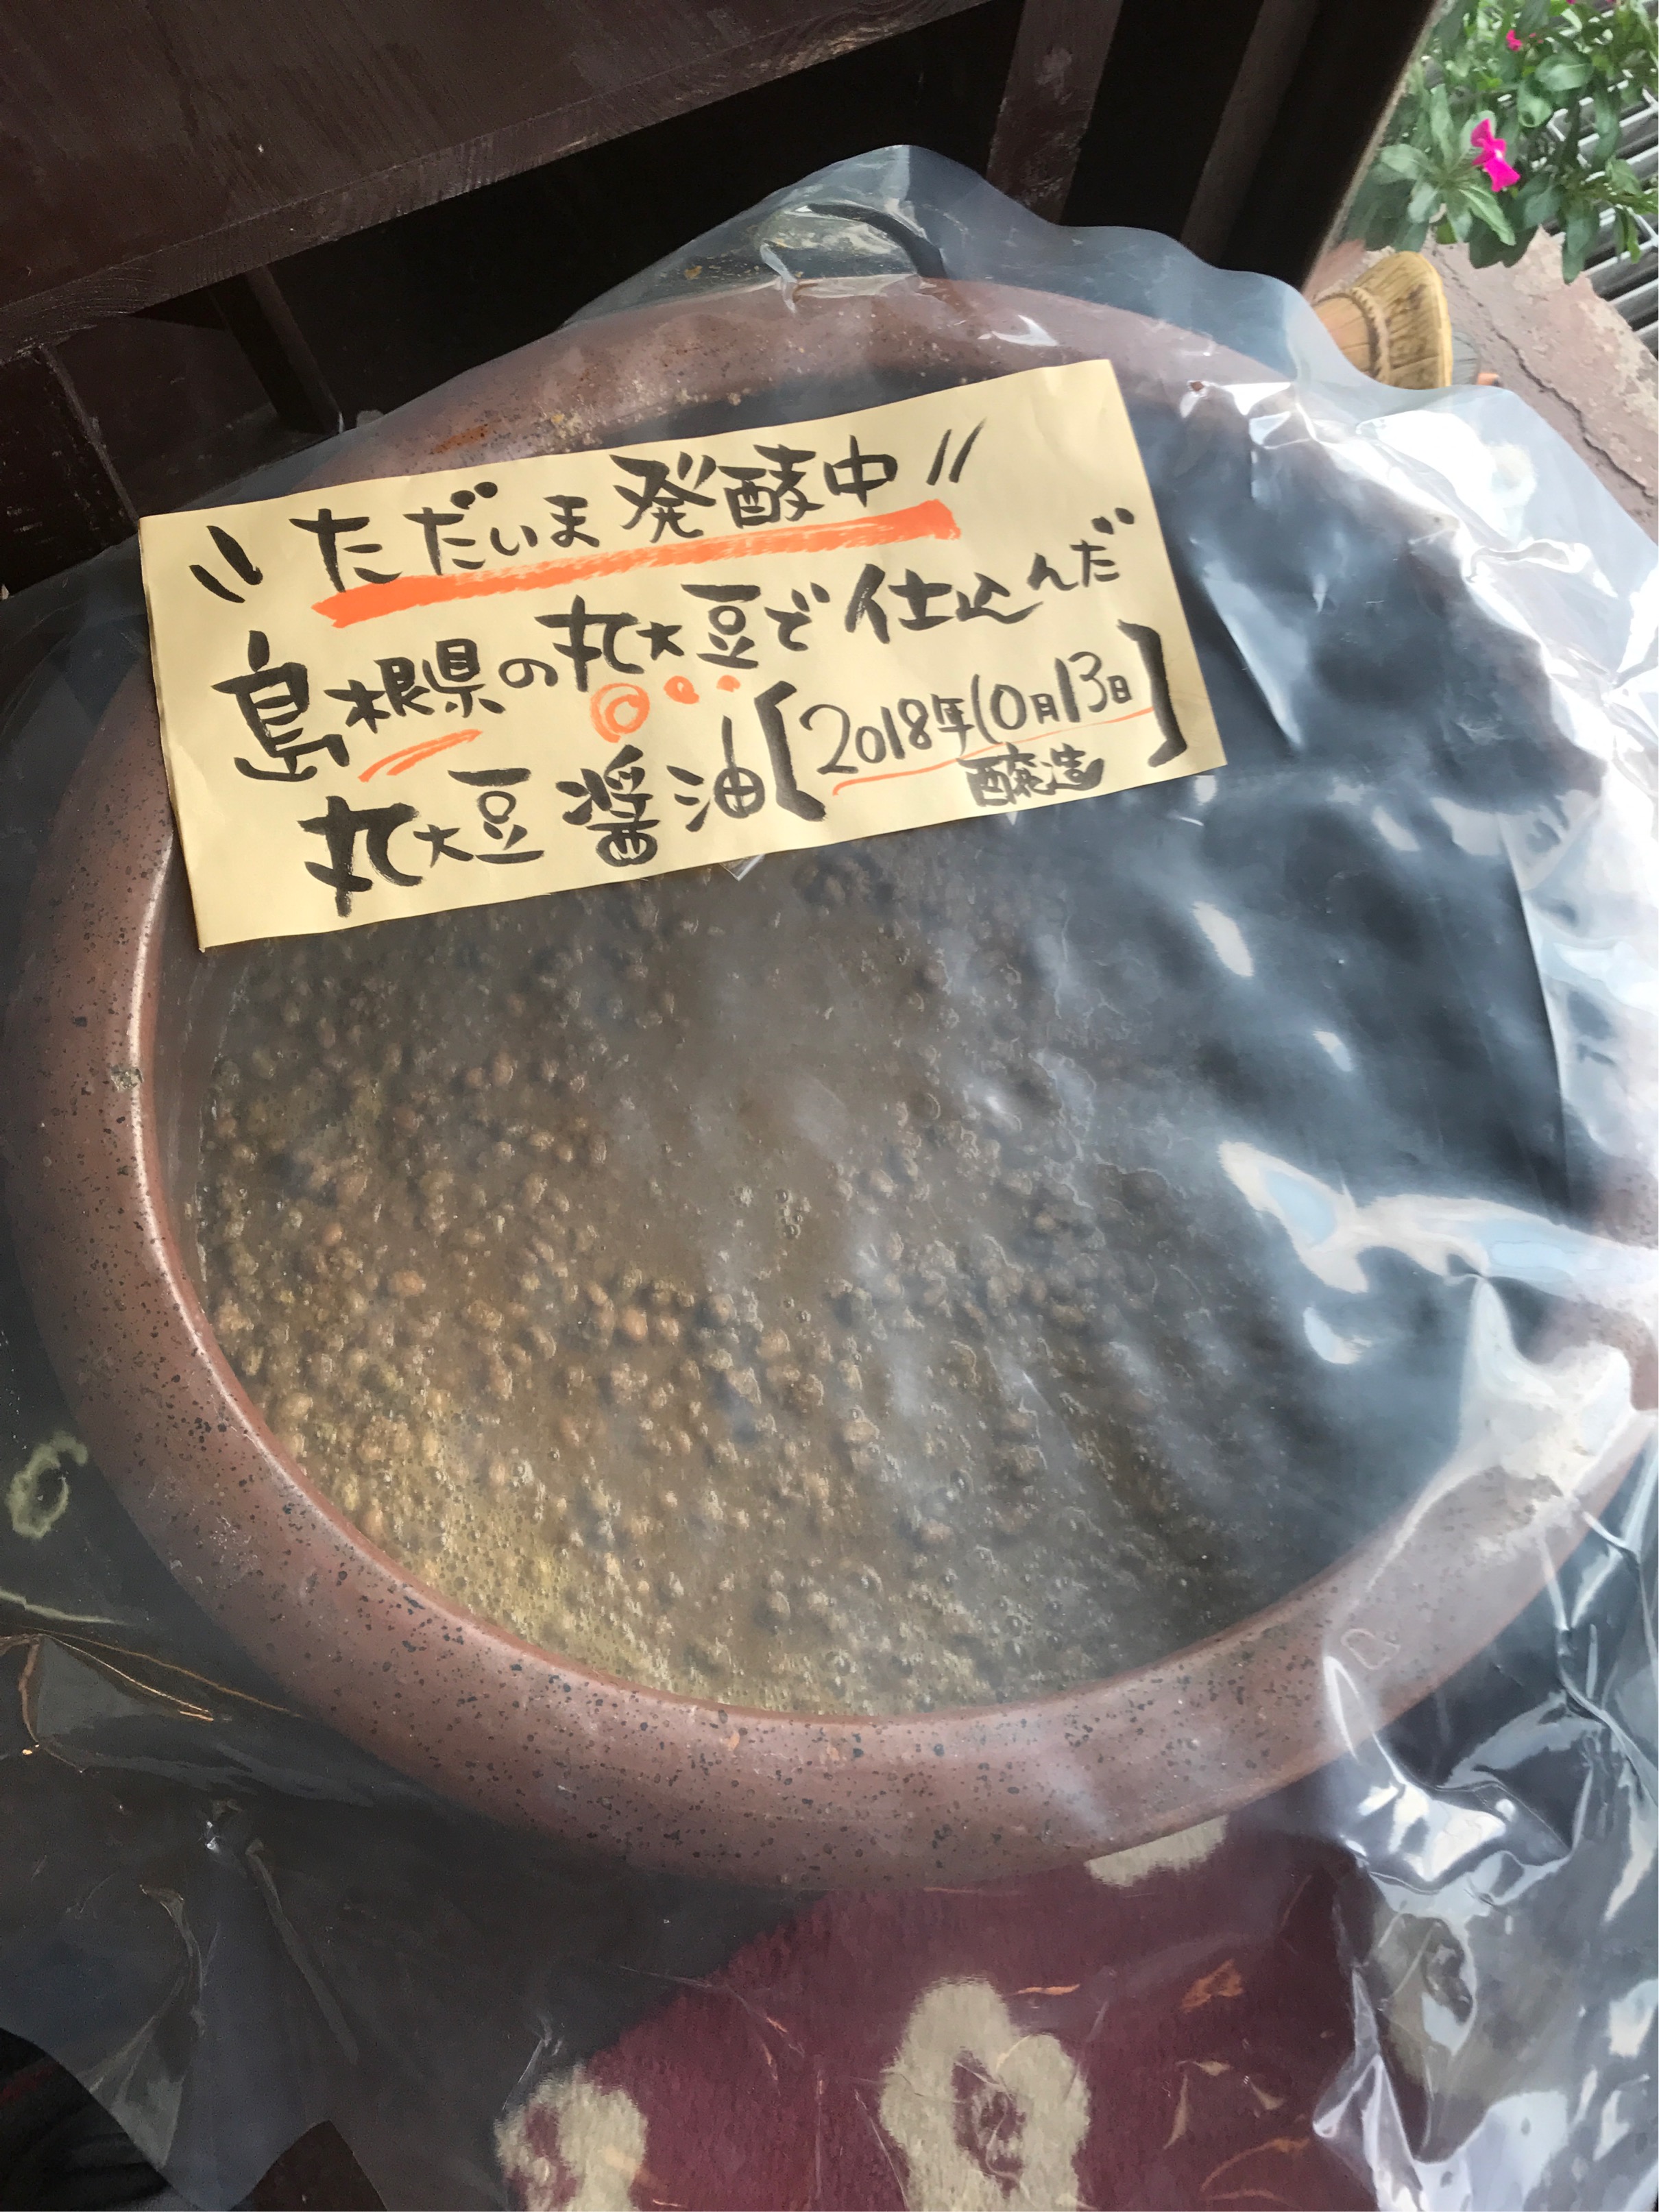 〃ただいま発酵中〃
島根県の丸大豆で仕込んだ
丸大豆醤油【2018年10月13日
醸造】